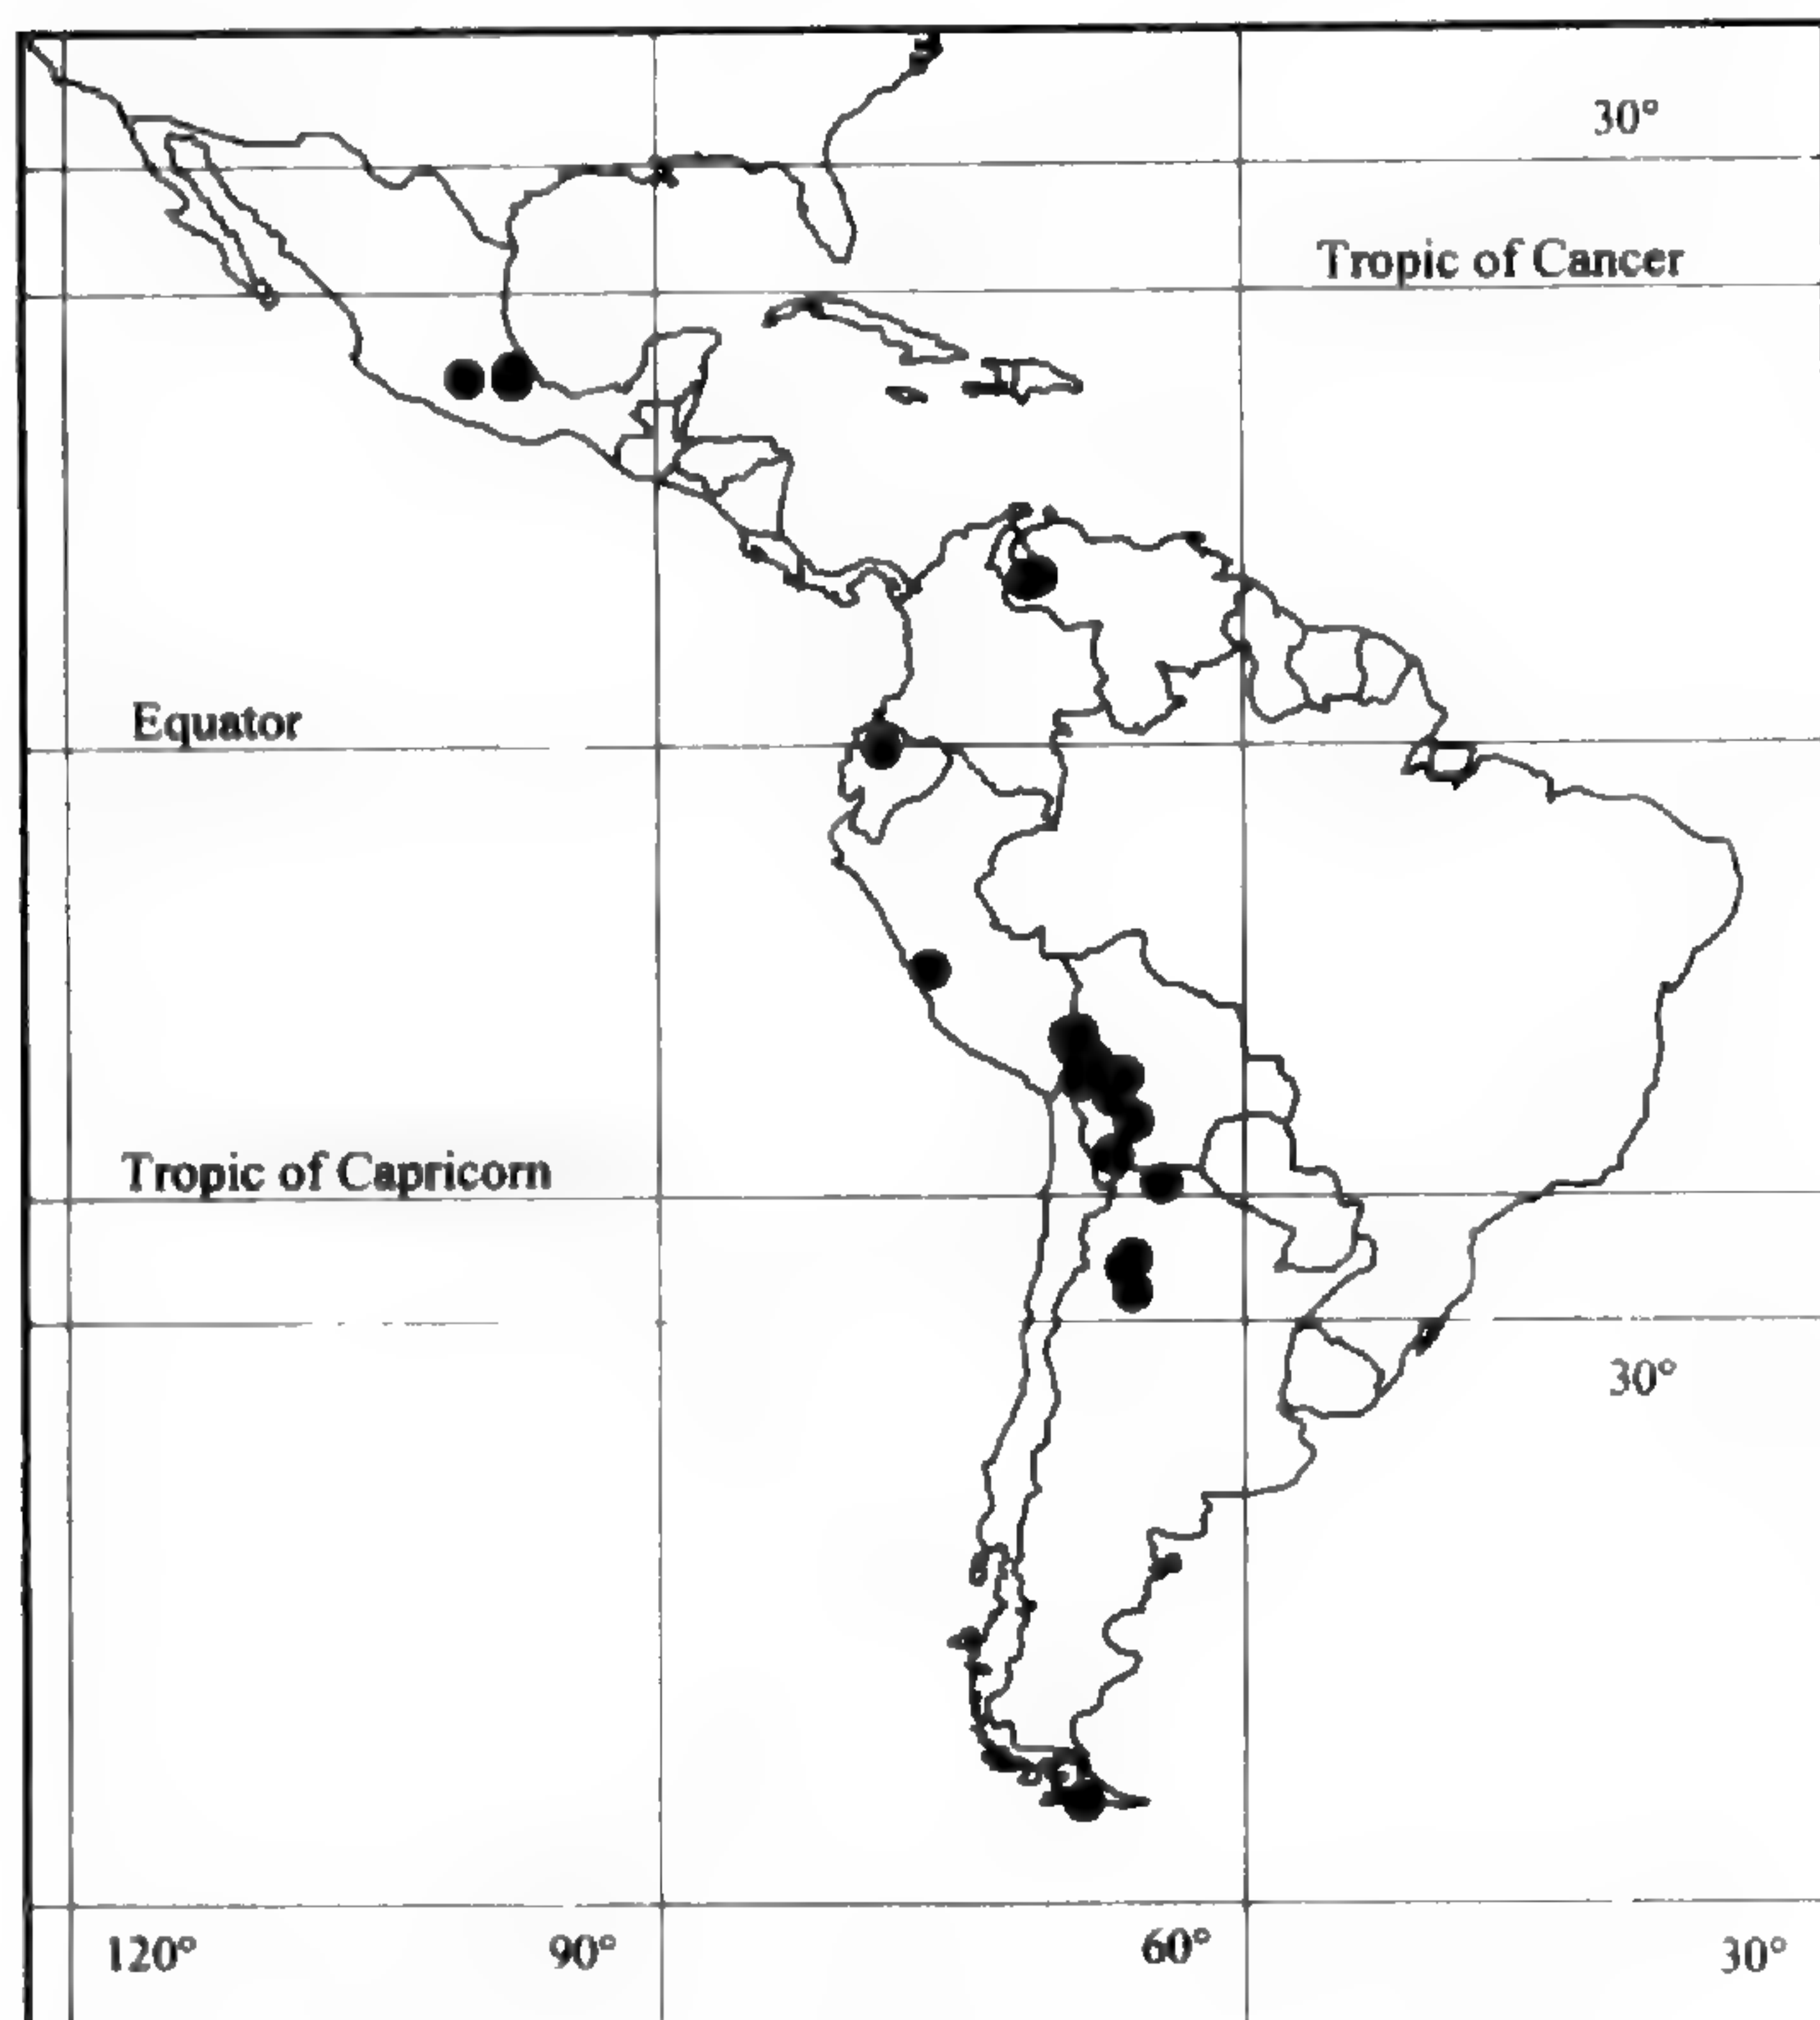 30°
Tropic of Cancer
Equator
Tropic of Capricorn
30°
120° 90° 60° 30°